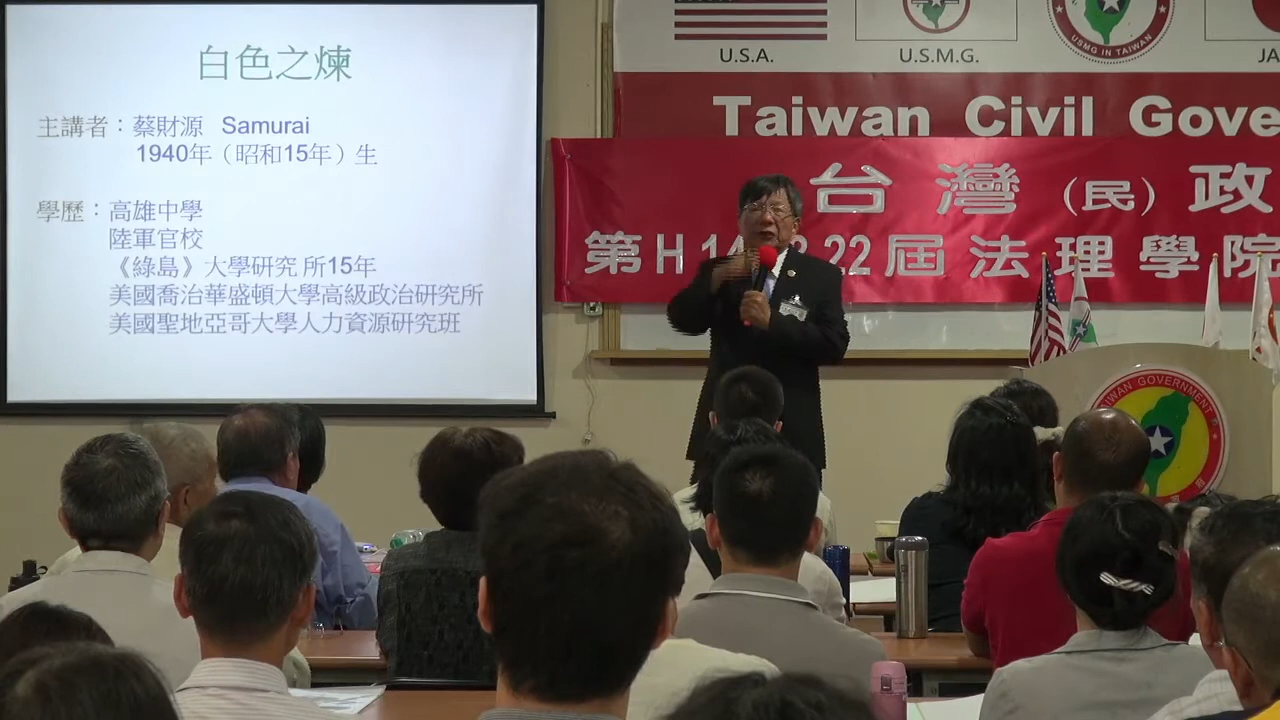 白色之煉
主講者：蔡財源 Samurai
1940年（昭和15年）生
學歷：高雄中學
陸軍官校
《綠島》大學研究 所15年
美國喬治華盛頓大學高級政治研究所
美國聖地亞哥大學人力資源研究班
U.S.A.
U.S.M.G.
USMG IN TAIWAN
JA
Taiwan Civil Gove
台灣（民）政
第H 14 22屆法理學院
TAIWAN GOVERNMENT